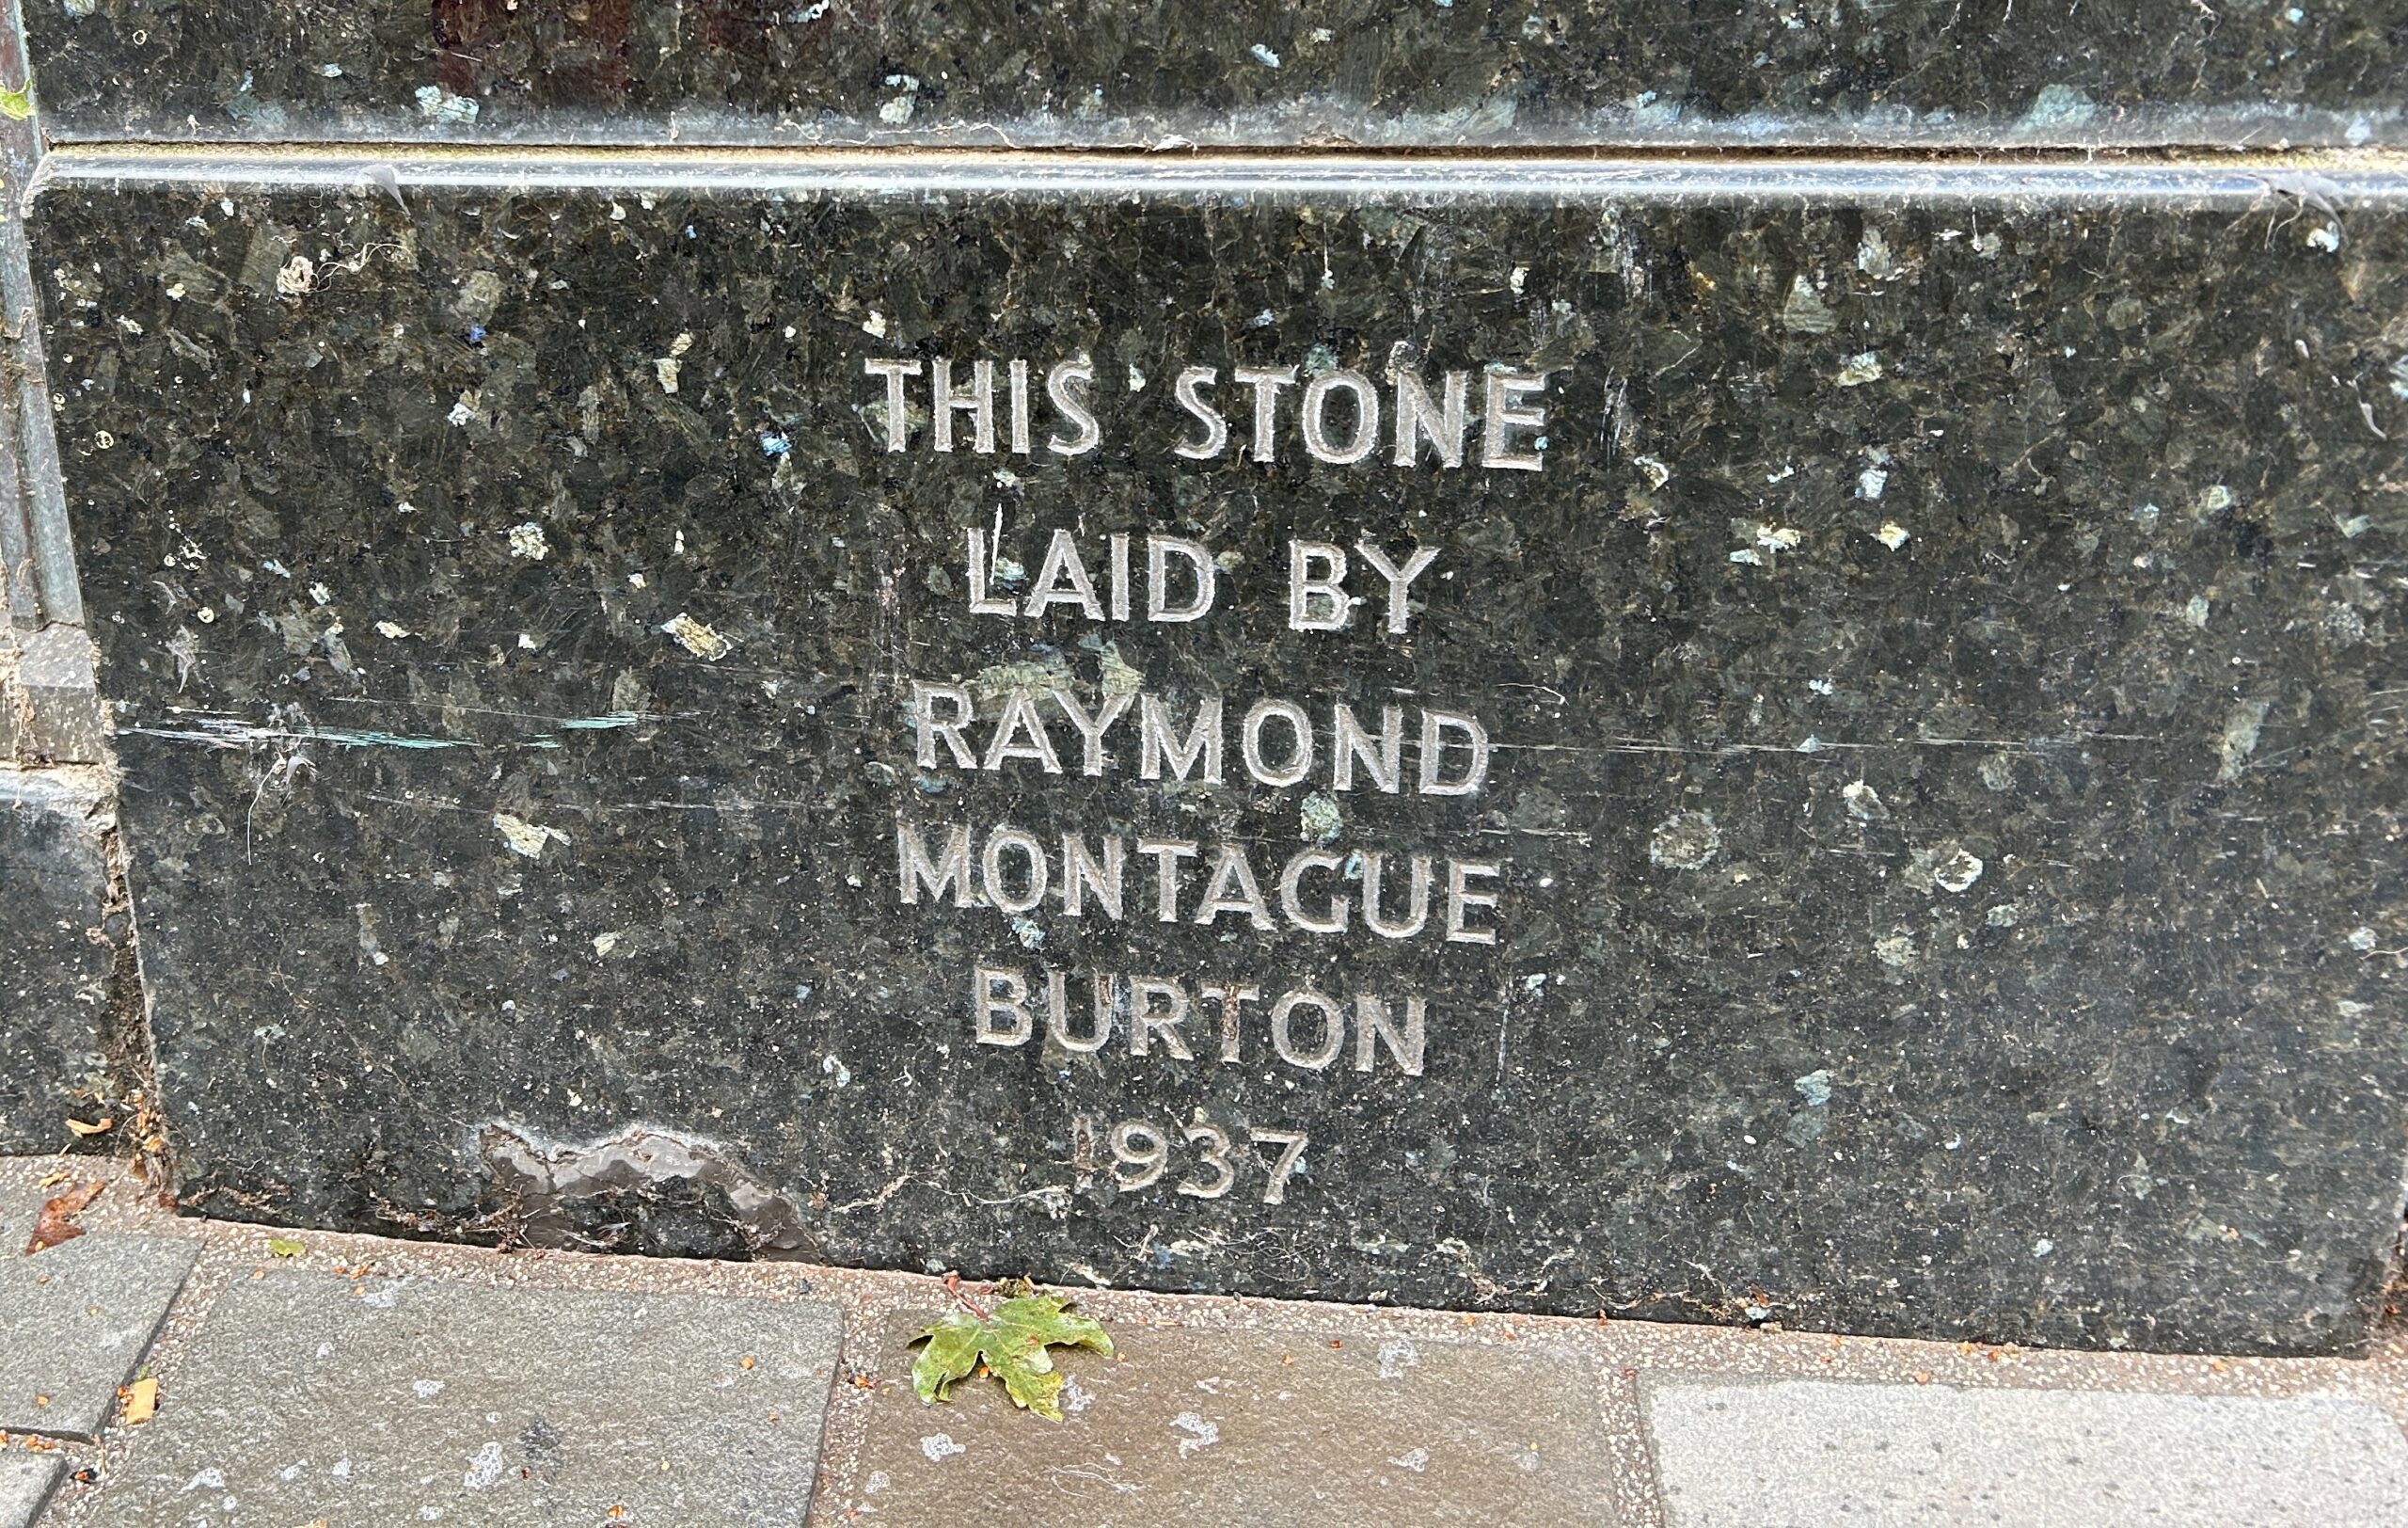 THIS STONE
LAID BY
RAYMOND
MONTAGUE
BURTON
1937